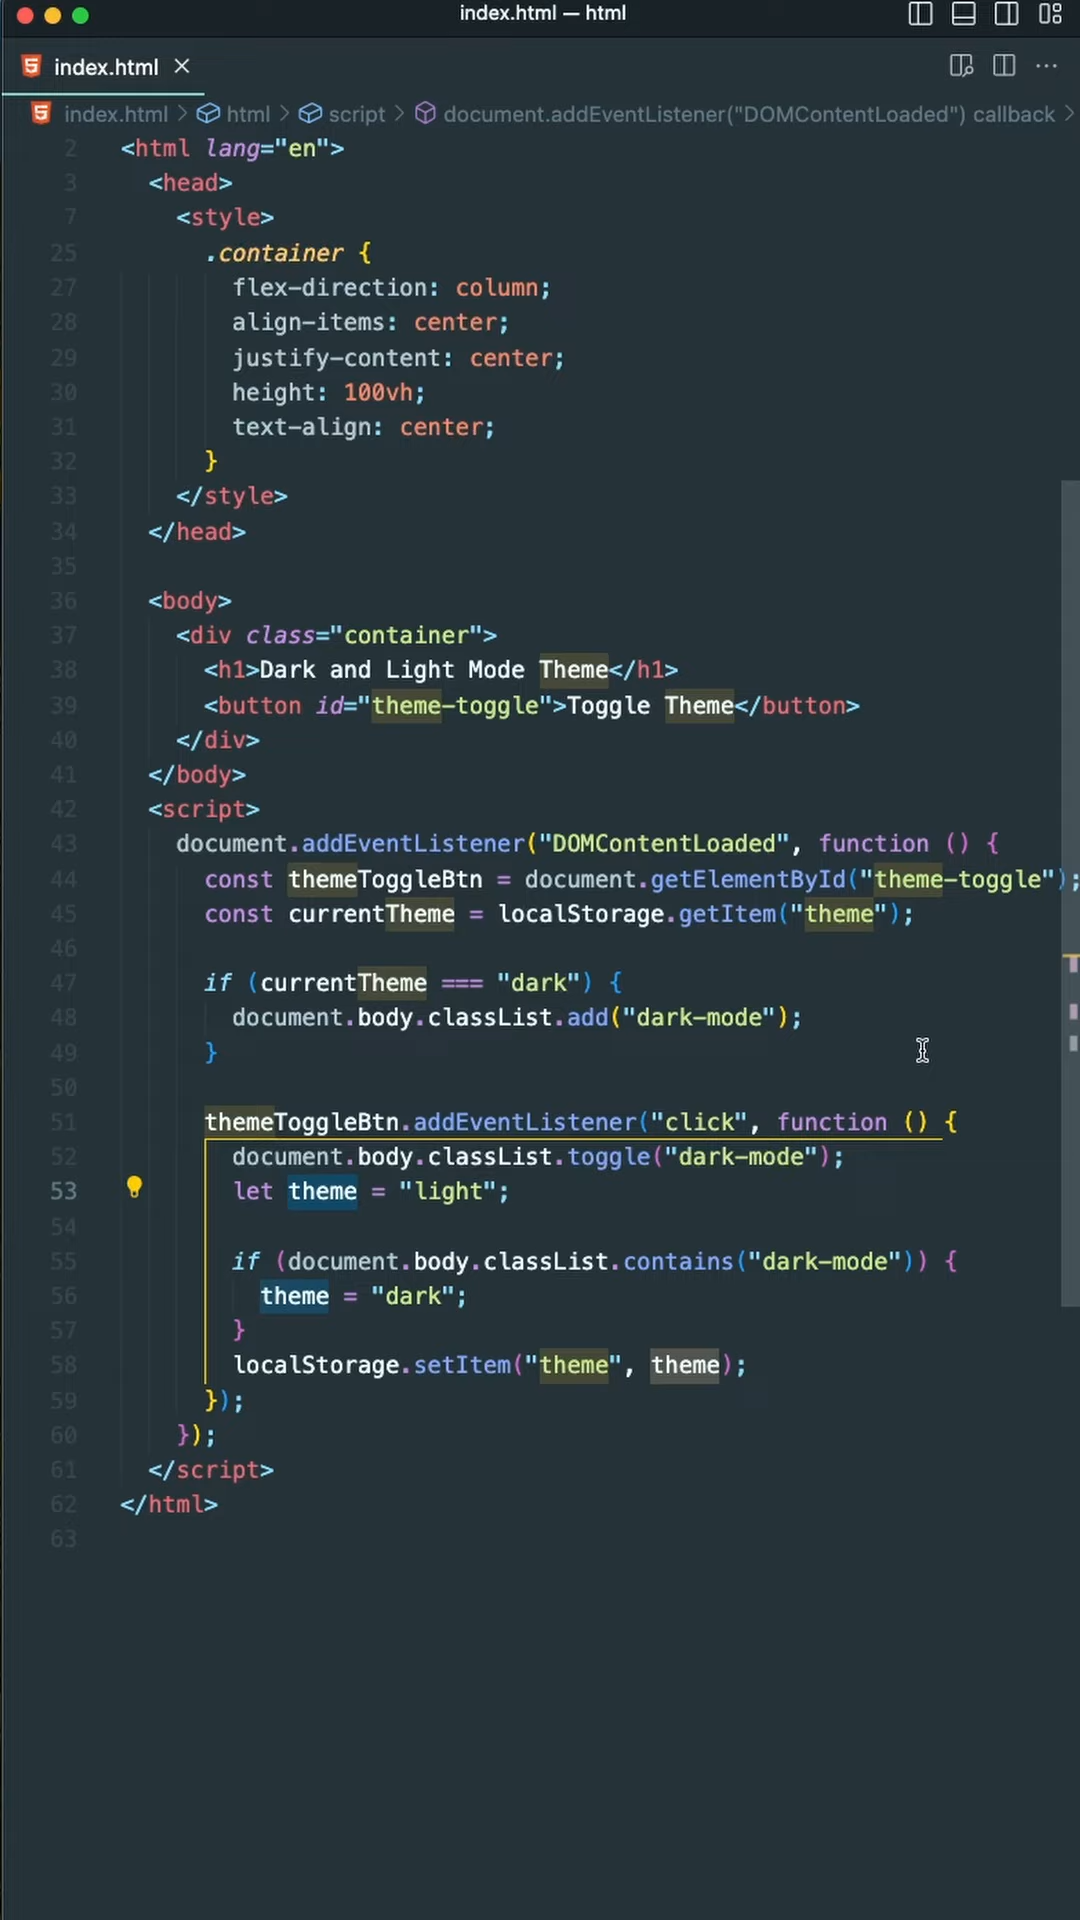 index.html — html
index.html
index.html > html > script > document.addEventListener("DOMContentLoaded") callback >
2 <html lang="en">
3 <head>
7 <style>
25 .container {
27 flex-direction: column;
28 align-items: center;
29 justify-content: center;
30 height: 100vh;
31 text-align: center;
32 }
33 </style>
34 </head>
35
36 <body>
37 <div class="container">
38 <h1>Dark and Light Mode Theme</h1>
39 <button id="theme-toggle">Toggle Theme</button>
40 </div>
41 </body>
42 <script>
43 document.addEventListener("DOMContentLoaded", function () {
44 const themeToggleBtn = document.getElementById("theme-toggle");
45 const currentTheme = localStorage.getItem("theme");
46
47 if (currentTheme === "dark") {
48 document.body.classList.add("dark-mode");
49 }
50
51 themeToggleBtn.addEventListener("click", function () {
52 document.body.classList.toggle("dark-mode");
53 let theme = "light";
54
55 if (document.body.classList.contains("dark-mode")) {
56 theme = "dark";
57 }
58 localStorage.setItem("theme", theme);
59 });
60 });
61 </script>
62 </html>
63